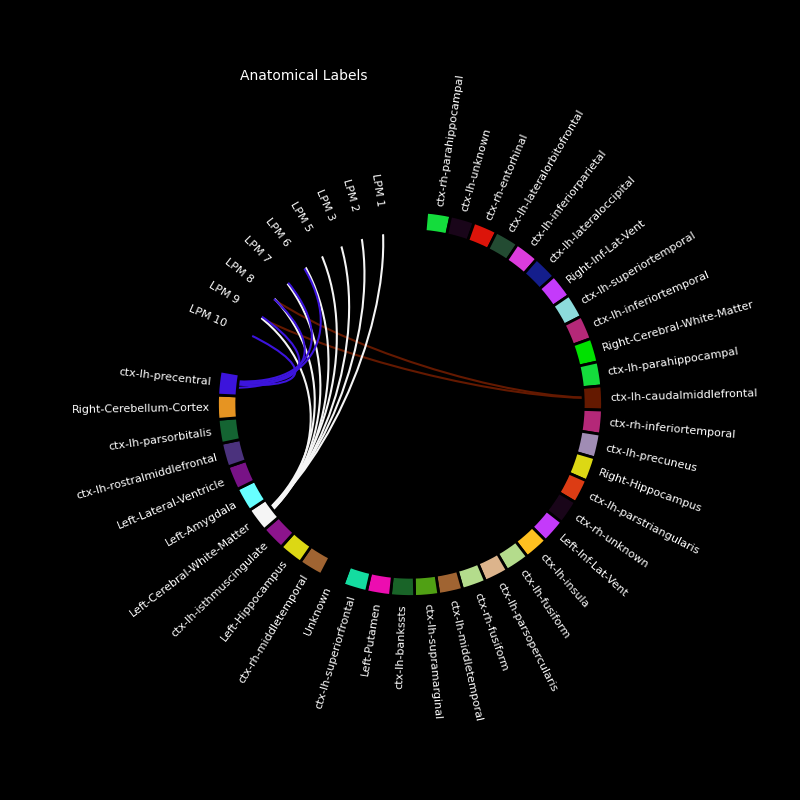 Anatomical Labels
ctx-rh-parahippocampal
ctx-lh-unknown
ctx-rh-entorhinal
ctx-lh-lateralorbitofrontal
ctx-lh-inferiorparietal
ctx-lh-lateraloccipital
Right-Inf-Lat-Vent
ctx-lh-superiortemporal
ctx-lh-inferiortemporal
Right-Cerebral-White-Matter
ctx-lh-parahippocampal
ctx-lh-caudalmiddlefrontal
ctx-rh-inferiortemporal
ctx-lh-precuneus
Right-Hippocampus
ctx-lh-parstriangularis
ctx-rh-unknown
Left-Inf-Lat-Vent
ctx-lh-insula
ctx-lh-fusiform
ctx-lh-parsopercularis
ctx-rh-fusiform
ctx-lh-middletemporal
ctx-lh-supramarginal
ctx-lh-bankssts
Left-Putamen
ctx-lh-superiorfrontal
Unknown
ctx-rh-middletemporal
Left-Hippocampus
ctx-lh-isthmuscingulate
Left-Cerebral-White-Matter
Left-Amygdala
Left-Lateral-Ventricle
ctx-lh-rostralmiddlefrontal
ctx-lh-parsorbitalis
Right-Cerebellum-Cortex
ctx-lh-precentral
LPM 10
LPM 9
LPM 8
LPM 7
LPM 6
LPM 5
LPM 3
LPM 2
LPM 1